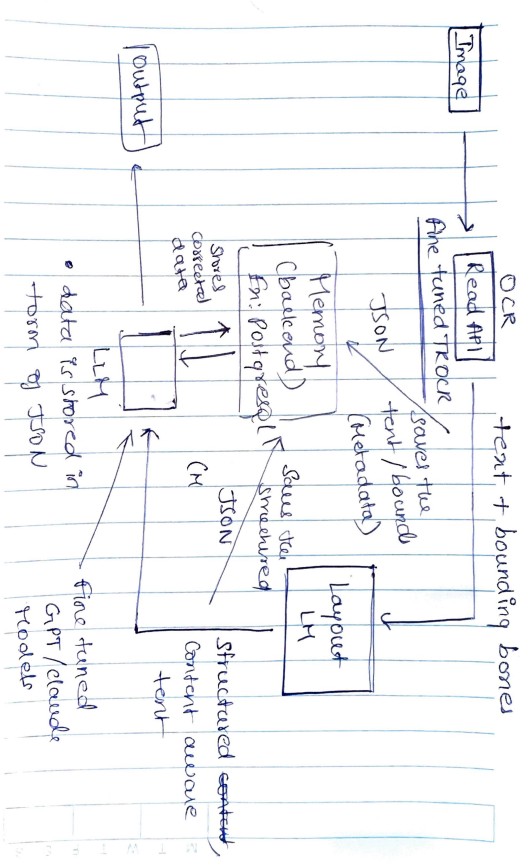 OCR
text + bounding boxes
Image
Read API
fine tuned TROCR
saves the
text/bounds
(Metadata)
JSON
Layout
LM
Memory
(backend)
Ex: Postgresql
Saves the
structured
JSON
(M
Stores
corrected
data
structured content,
Content aware
text
Output
LLM
fine tuned
GPT/claude
Models
• data is stored in
form of JSON